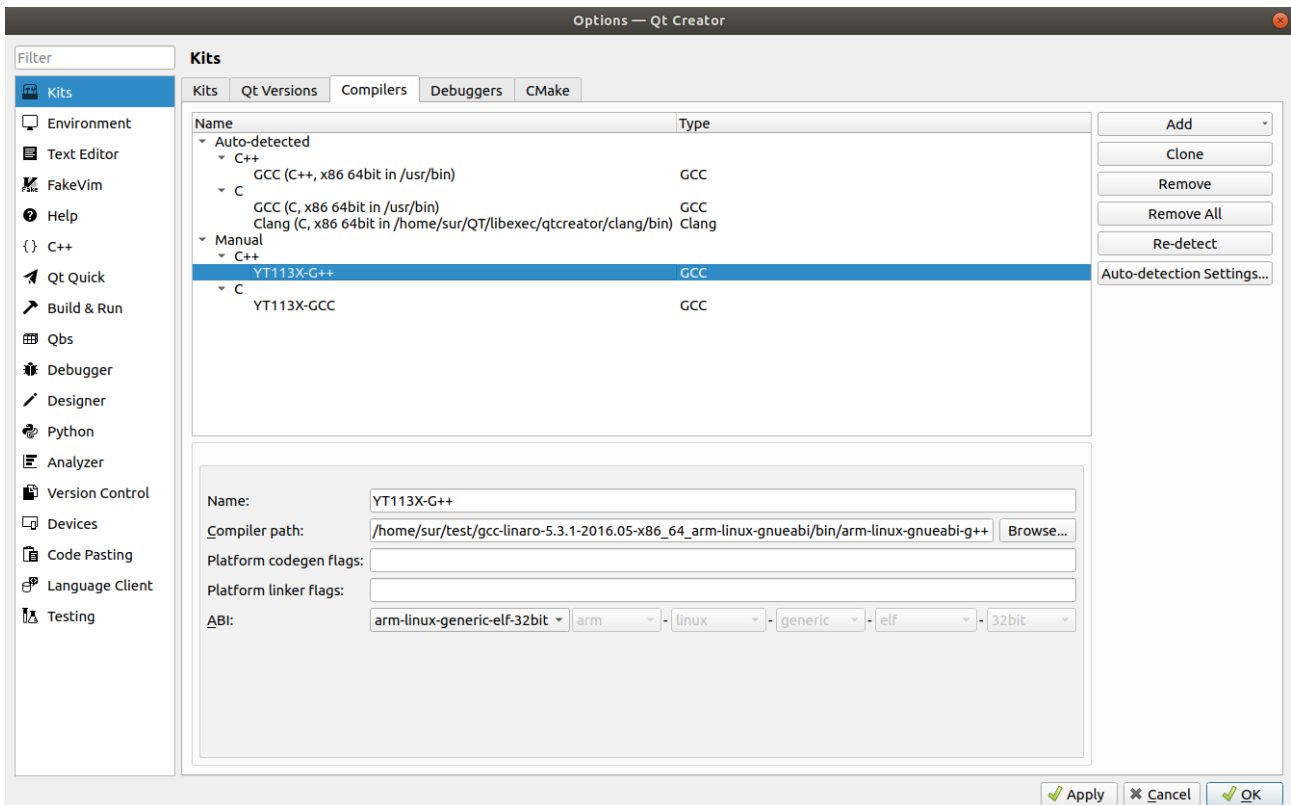 Options — Qt Creator
Filter
Kits
Kits
Environment
Text Editor
FakeVim
Help
{} C++
Qt Quick
Build & Run
Qbs
Debugger
Designer
Python
Analyzer
Version Control
Devices
Code Pasting
Language Client
Testing
Kits Qt Versions Compilers Debuggers CMake
Name Type
Auto-detected
C++
GCC (C++, x86 64bit in /usr/bin) GCC
C
GCC (C, x86 64bit in /usr/bin) GCC
Clang (C, x86 64bit in /home/sur/QT/libexec/qtcreator/clang/bin) Clang
Manual
C++
YT113X-G++ GCC
C
YT113X-GCC GCC
Add
Clone
Remove
Remove All
Re-detect
Auto-detection Settings...
Name: YT113X-G++
Compiler path: /home/sur/test/gcc-linaro-5.3.1-2016.05-x86_64_arm-linux-gnueabi/bin/arm-linux-gnueabi-g++ Browse...
Platform codegen flags:
Platform linker flags:
ABI: arm-linux-generic-elf-32bit arm - linux - generic - elf - 32bit
Apply Cancel OK